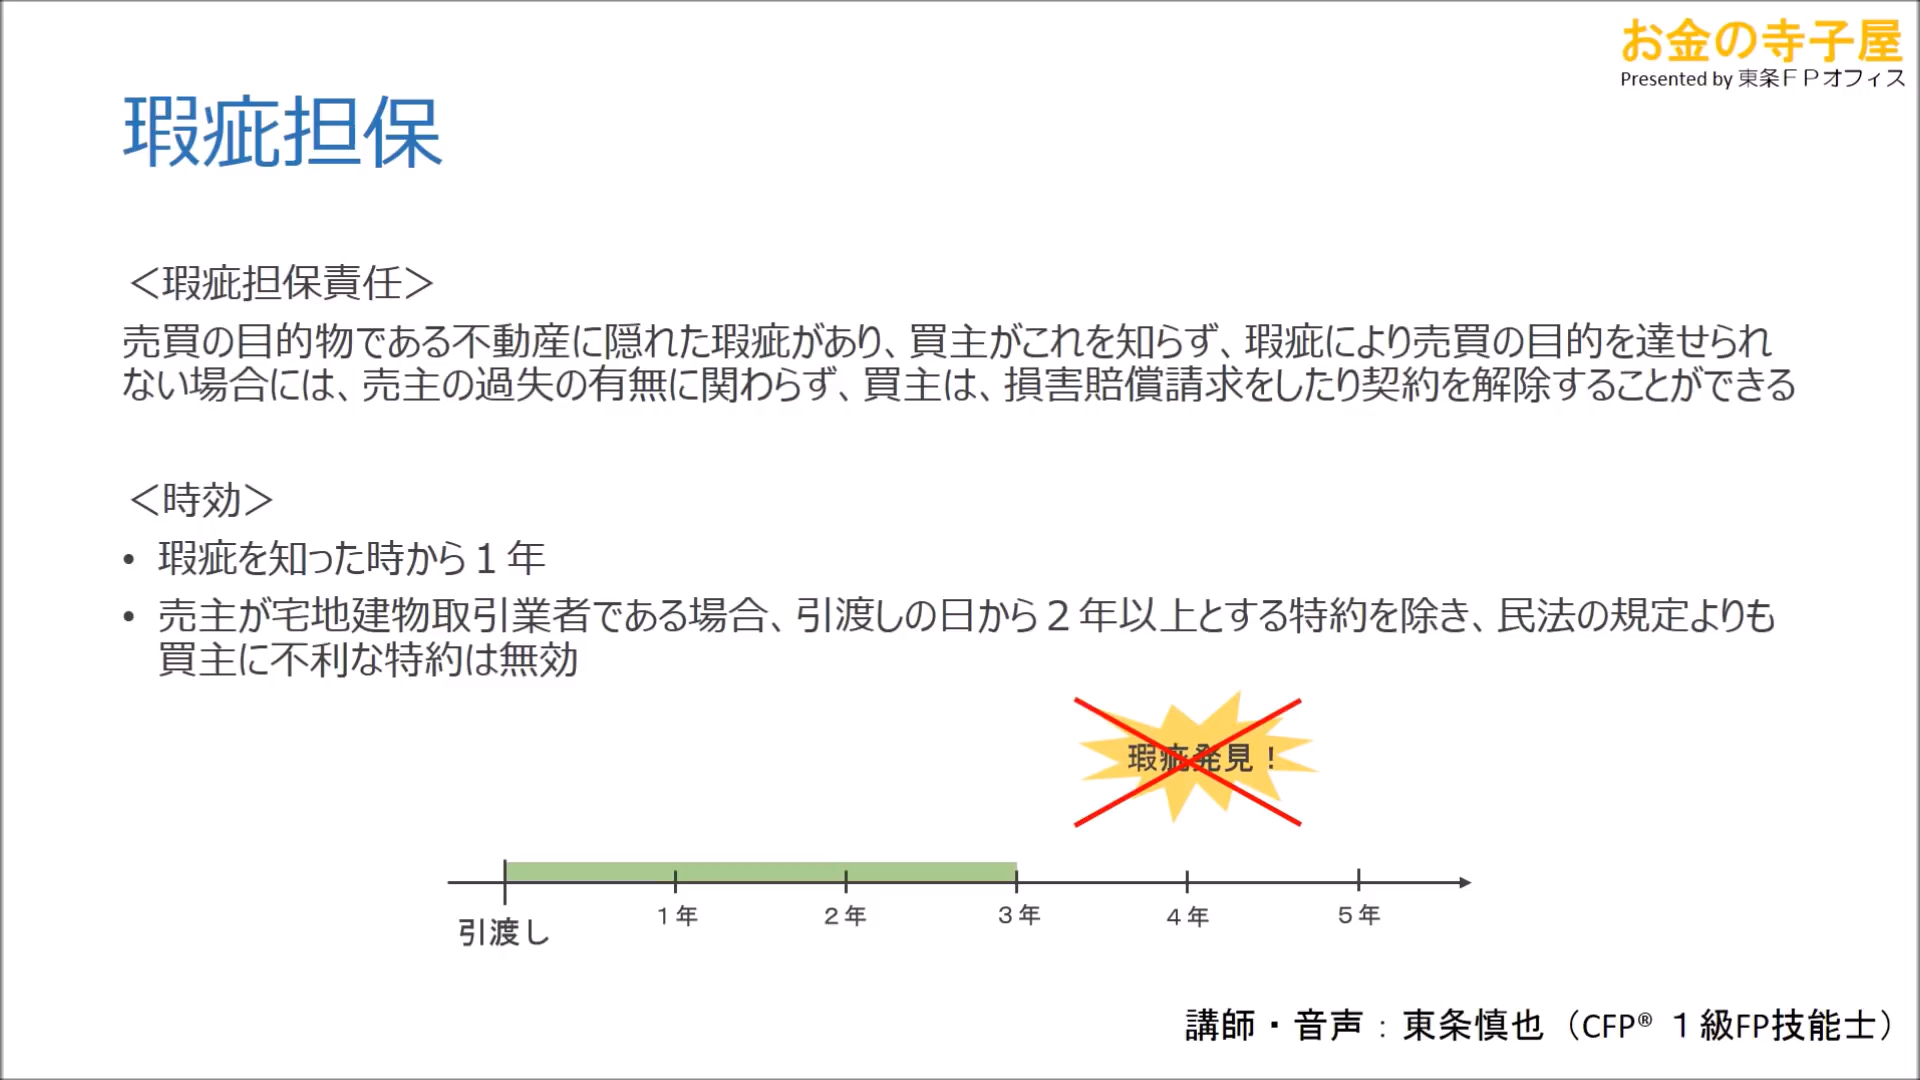 お金の寺子屋
Presented by 東条ＦＰオフィス
瑕疵担保
＜瑕疵担保責任＞
売買の目的物である不動産に隠れた瑕疵があり、買主がこれを知らず、瑕疵により売買の目的を達せられ
ない場合には、売主の過失の有無に関わらず、買主は、損害賠償請求をしたり契約を解除することができる
＜時効＞
• 瑕疵を知った時から１年
• 売主が宅地建物取引業者である場合、引渡しの日から２年以上とする特約を除き、民法の規定よりも
買主に不利な特約は無効
瑕疵発見！
引渡し
１年
２年
３年
４年
５年
講師・音声：東条慎也（CFP® １級FP技能士）